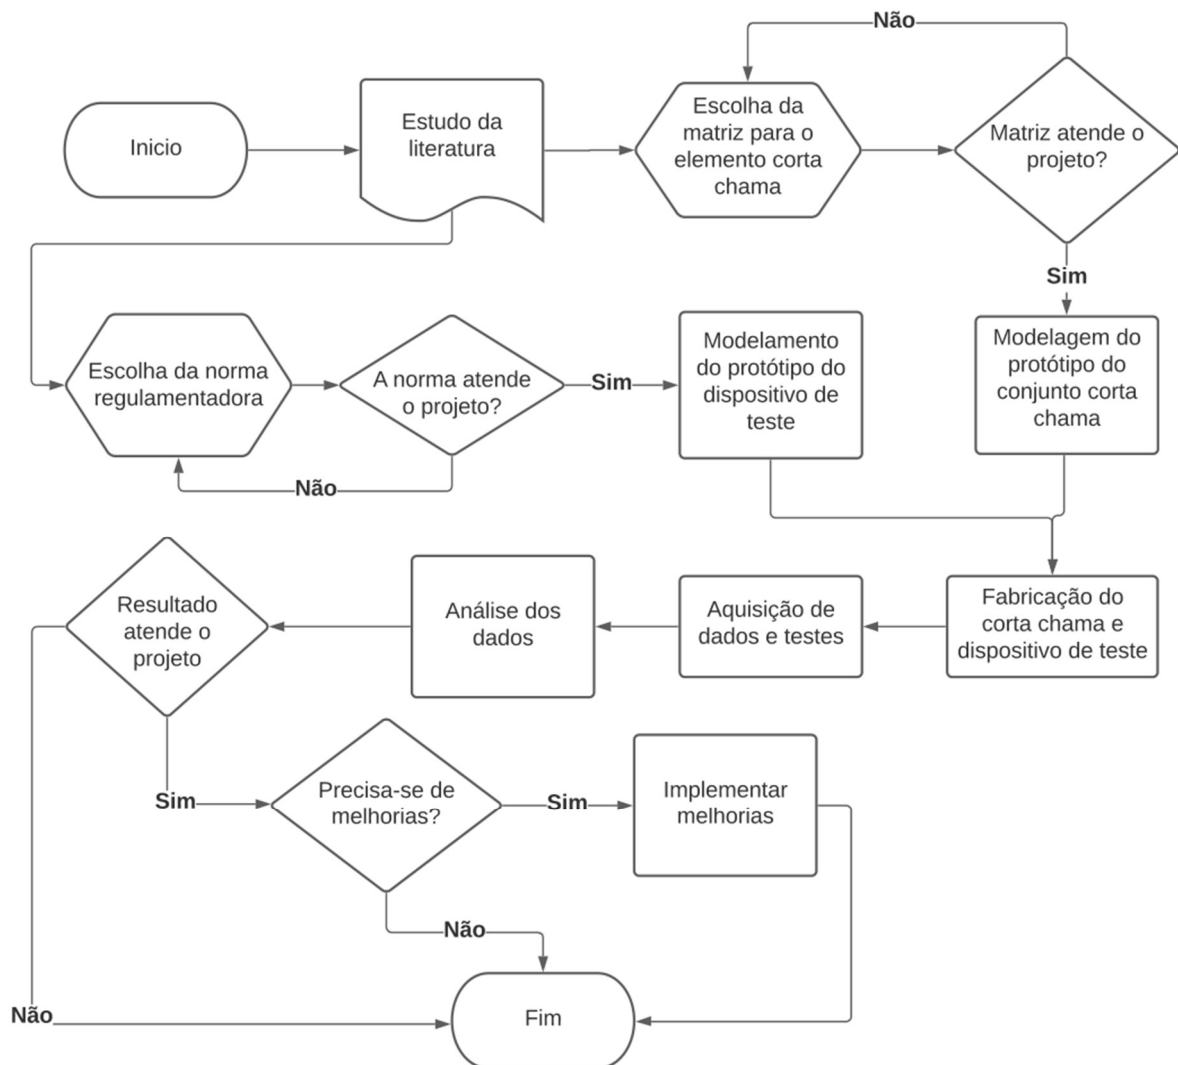 Não
Inicio
Estudo da
literatura
Escolha da
matriz para o
elemento corta
chama
Matriz atende o
projeto?
Sim
Escolha da norma
regulamentadora
A norma atende
o projeto?
Sim
Não
Modelamento
do protótipo do
dispositivo de
teste
Modelagem do
protótipo do
conjunto corta
chama
Resultado
atende o
projeto
Análise dos
dados
Aquisição de
dados e testes
Fabricação do
corta chama e
dispositivo de teste
Sim
Precisa-se de
melhorias?
Sim
Implementar
melhorias
Não
Não
Fim